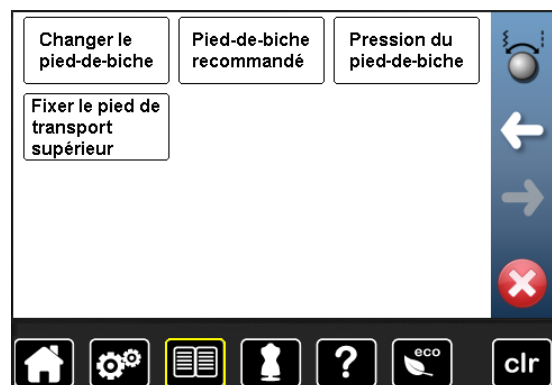 Changer le
pied-de-biche
Pied-de-biche
recommandé
Pression du
pied-de-biche
Fixer le pied de
transport
supérieur
?
eco
clr